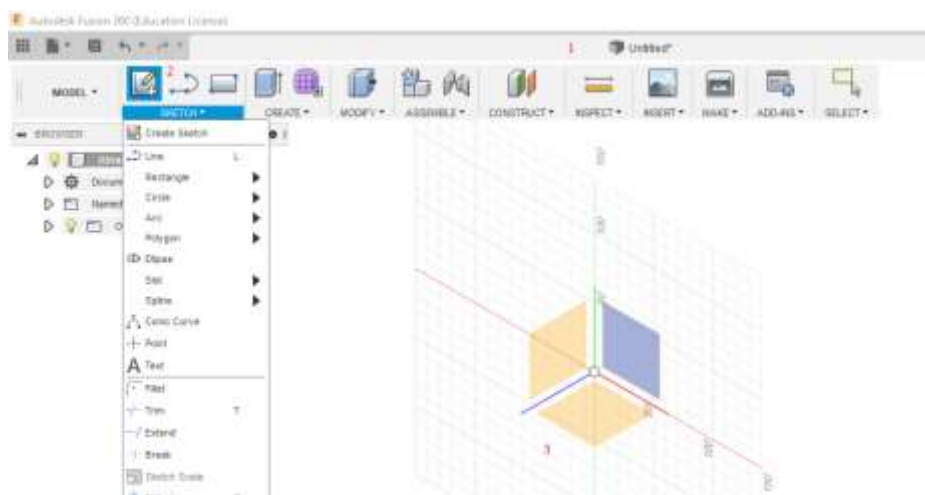 Autodesk Fusion 360 (Education License)
1
Untitled*
MODEL
2
SKETCH
CREATE
MODIFY
ASSEMBLE
CONSTRUCT
INSPECT
INSERT
MAKE
ADD-INS
SELECT
BROWSER
Create Sketch
Line L
Rectangle
Circle
Arc
Polygon
Ellipse
Slot
Spline
Conic Curve
Point
Text
Fillet
Trim T
Extend
Break
Sketch Scale
3